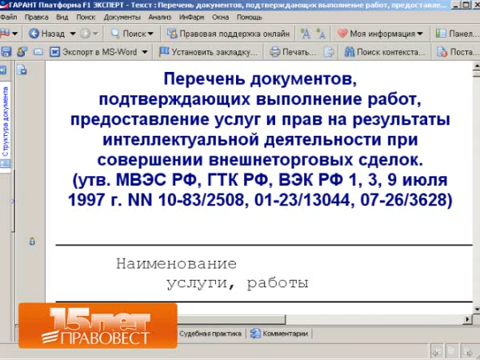 ГАРАНТ Платформа F1 ЭКСПЕРТ - Текст : Перечень документов, подтверждающих выполнение работ, предоставле...
Файл Правка Вид Поиск Документы Анализ ИнФарм Окна Помощь
Назад Поиск Правовая поддержка онлайн Моя информация Результ
Экспорт в MS-Word Установить закладку... Печать... Поиск контекста... Поста...
Структура документа
Перечень документов,
подтверждающих выполнение работ,
предоставление услуг и прав на результаты
интеллектуальной деятельности при
совершении внешнеторговых сделок.
(утв. МВЭС РФ, ГТК РФ, ВЭК РФ 1, 3, 9 июля
1997 г. NN 10-83/2508, 01-23/13044, 07-26/3628)
Наименование
услуги, работы
15 лет
ПРАВОВЕСТ
Судебная практика Комментарии